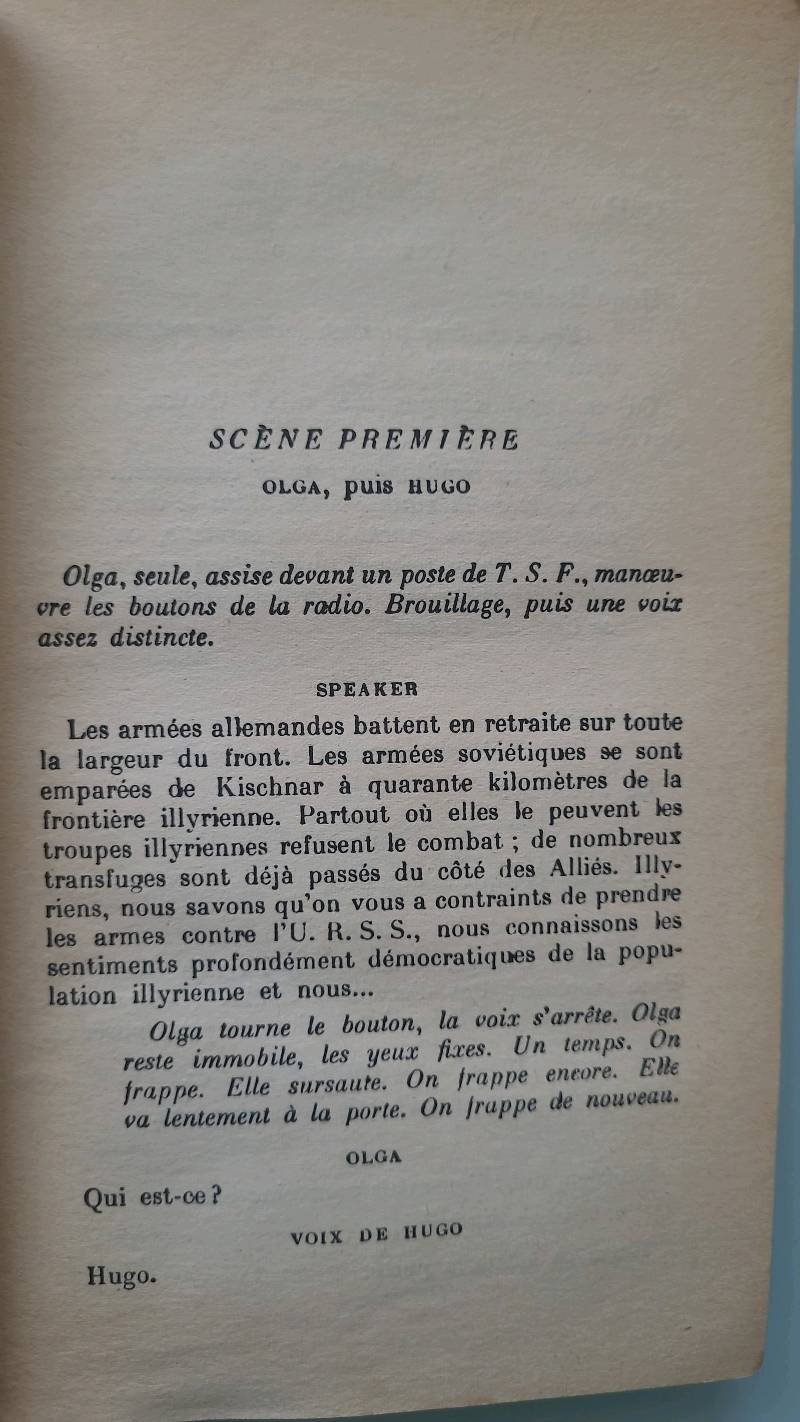 SCÈNE PREMIÈRE
OLGA, puis HUGO
Olga, seule, assise devant un poste de T. S. F., manœu-
vre les boutons de la radio. Brouillage, puis une voix
assez distincte.
SPEAKER
Les armées allemandes battent en retraite sur toute
la largeur du front. Les armées soviétiques se sont
emparées de Kischnar à quarante kilomètres de la
frontière illyrienne. Partout où elles le peuvent les
troupes illyriennes refusent le combat ; de nombreux
transfuges sont déjà passés du côté des Alliés. Illy-
riens, nous savons qu'on vous a contraints de prendre
les armes contre l'U. R. S. S., nous connaissons les
sentiments profondément démocratiques de la popu-
lation illyrienne et nous...
Olga tourne le bouton, la voix s'arrête. Olga
reste immobile, les yeux fixes. Un temps. On
frappe. Elle sursaute. On frappe encore. Elle
va lentement à la porte. On frappe de nouveau.
OLGA
Qui est-ce ?
VOIX DE HUGO
Hugo.